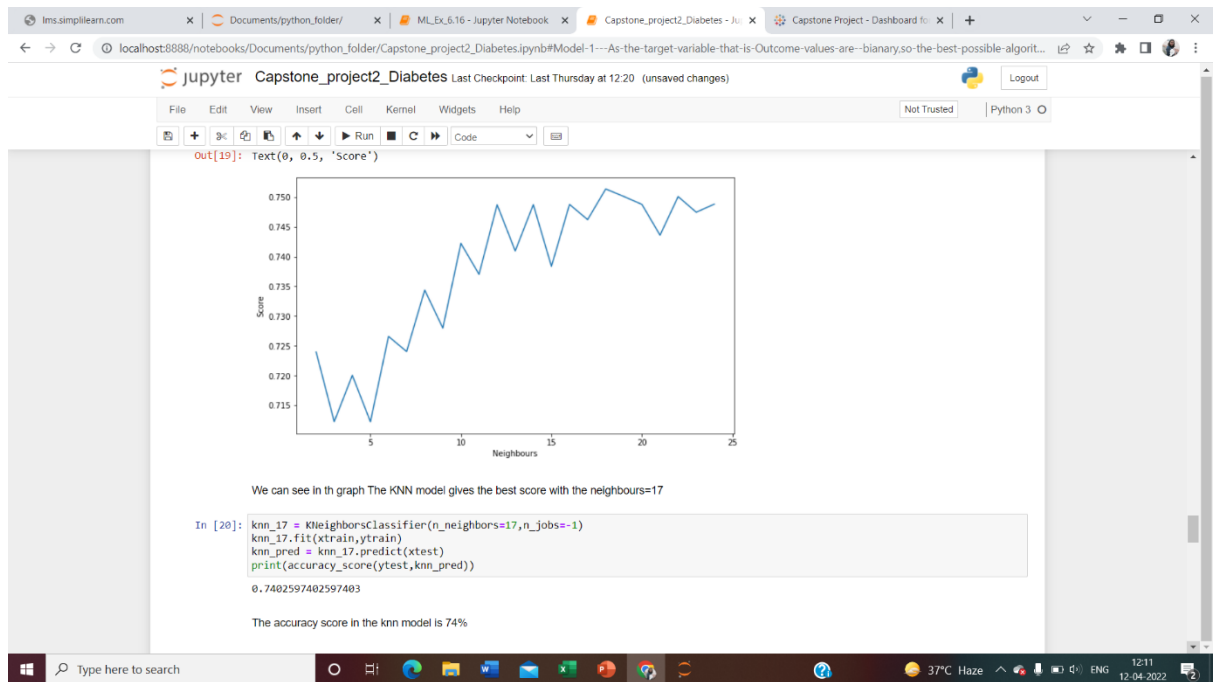 lms.simplilearn.com
Documents/python_folder/
ML_Ex_6.16 - Jupyter Notebook
Capstone_project2_Diabetes - Ju
Capstone Project - Dashboard fo
localhost:8888/notebooks/Documents/python_folder/Capstone_project2_Diabetes.ipynb#Model-1---As-the-target-variable-that-is-Outcome-values-are--bianary,so-the-best-possible-algorit...
jupyter Capstone_project2_Diabetes Last Checkpoint: Last Thursday at 12:20 (unsaved changes)
Logout
File Edit View Insert Cell Kernel Widgets Help
Not Trusted
Python 3
Run
Code
Out[19]: Text(0, 0.5, 'Score')
0.750
0.745
0.740
0.735
0.730
0.725
0.720
0.715
Score
5 10 15 20 25
Neighbours
We can see in th graph The KNN model gives the best score with the neighbours=17
In [20]: knn_17 = KNeighborsClassifier(n_neighbors=17,n_jobs=-1)
knn_17.fit(xtrain,ytrain)
knn_pred = knn_17.predict(xtest)
print(accuracy_score(ytest,knn_pred))
0.7402597402597403
The accuracy score in the knn model is 74%
Type here to search
37°C Haze
ENG
12:11
12-04-2022
2